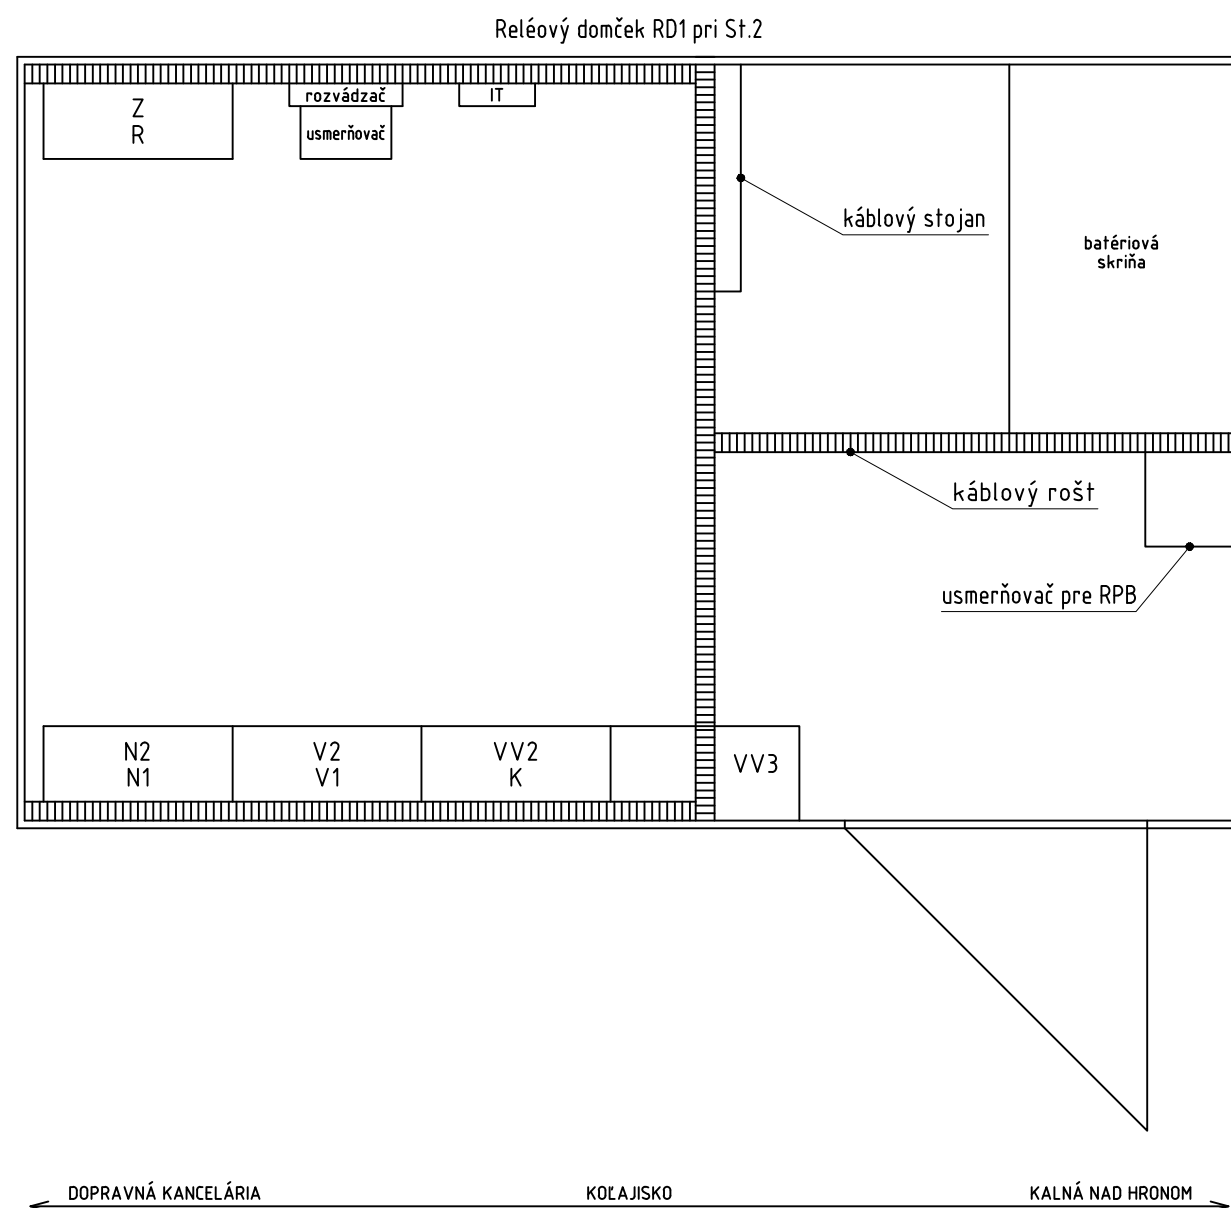 Reléový domček RD1 pri St.2
Z
R
rozvádzač
usmerňovač
IT
káblový stojan
batériová
skriňa
káblový rošt
usmerňovač pre RPB
N2
N1
V2
V1
VV2
K
VV3
DOPRAVNÁ KANCELÁRIA
KOĽAJISKO
KALNÁ NAD HRONOM